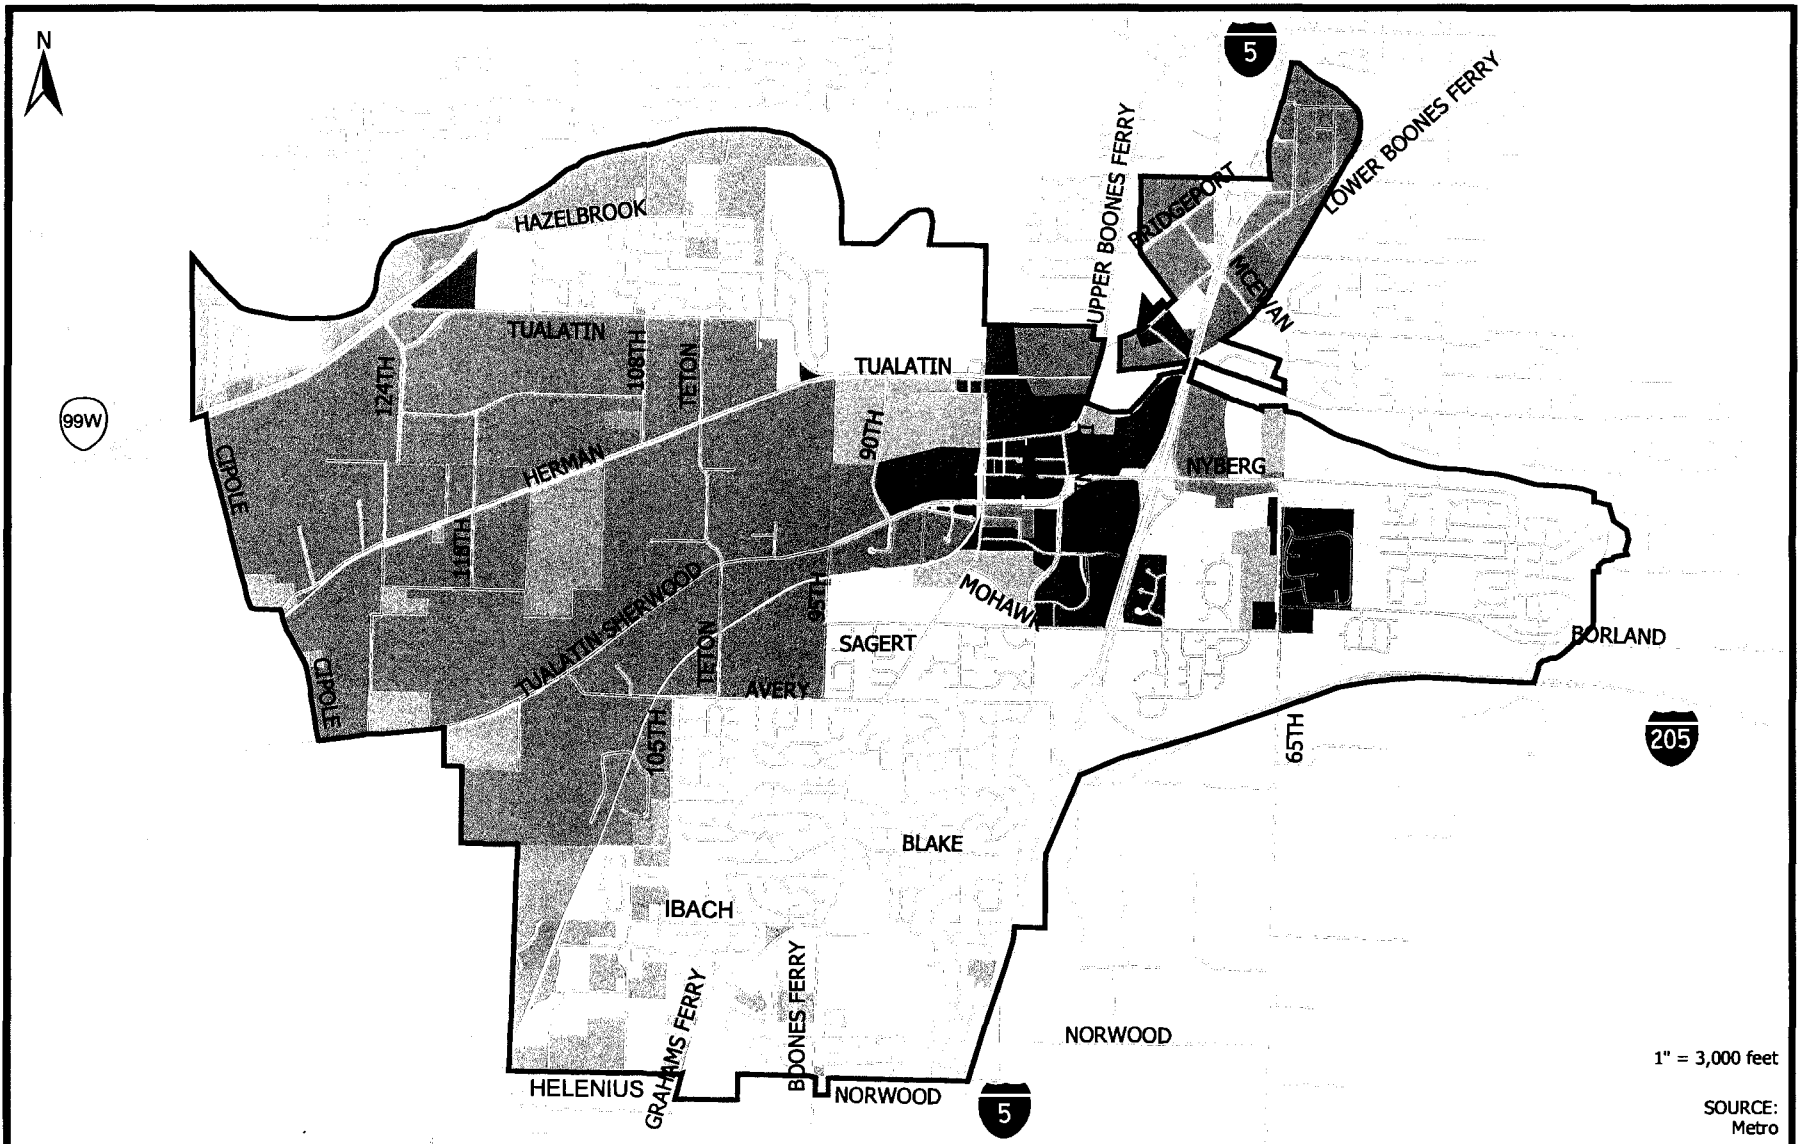 N
5
UPPER BOONES FERRY
LOWER BOONES FERRY
BRIDGEPORT
MCEWAN
HAZELBROOK
TUALATIN
108TH
TETON
124TH
TUALATIN
99W
CIPOLE
HERMAN
90TH
NYBERG
118TH
95TH
MOHAWK
TUALATIN SHERWOOD
SAGERT
BORLAND
TETON
AVERY
CIPOLE
105TH
65TH
205
BLAKE
IBACH
GRAHAMS FERRY
BOONES FERRY
NORWOOD
1" = 3,000 feet
HELENIUS
NORWOOD
5
SOURCE:
Metro